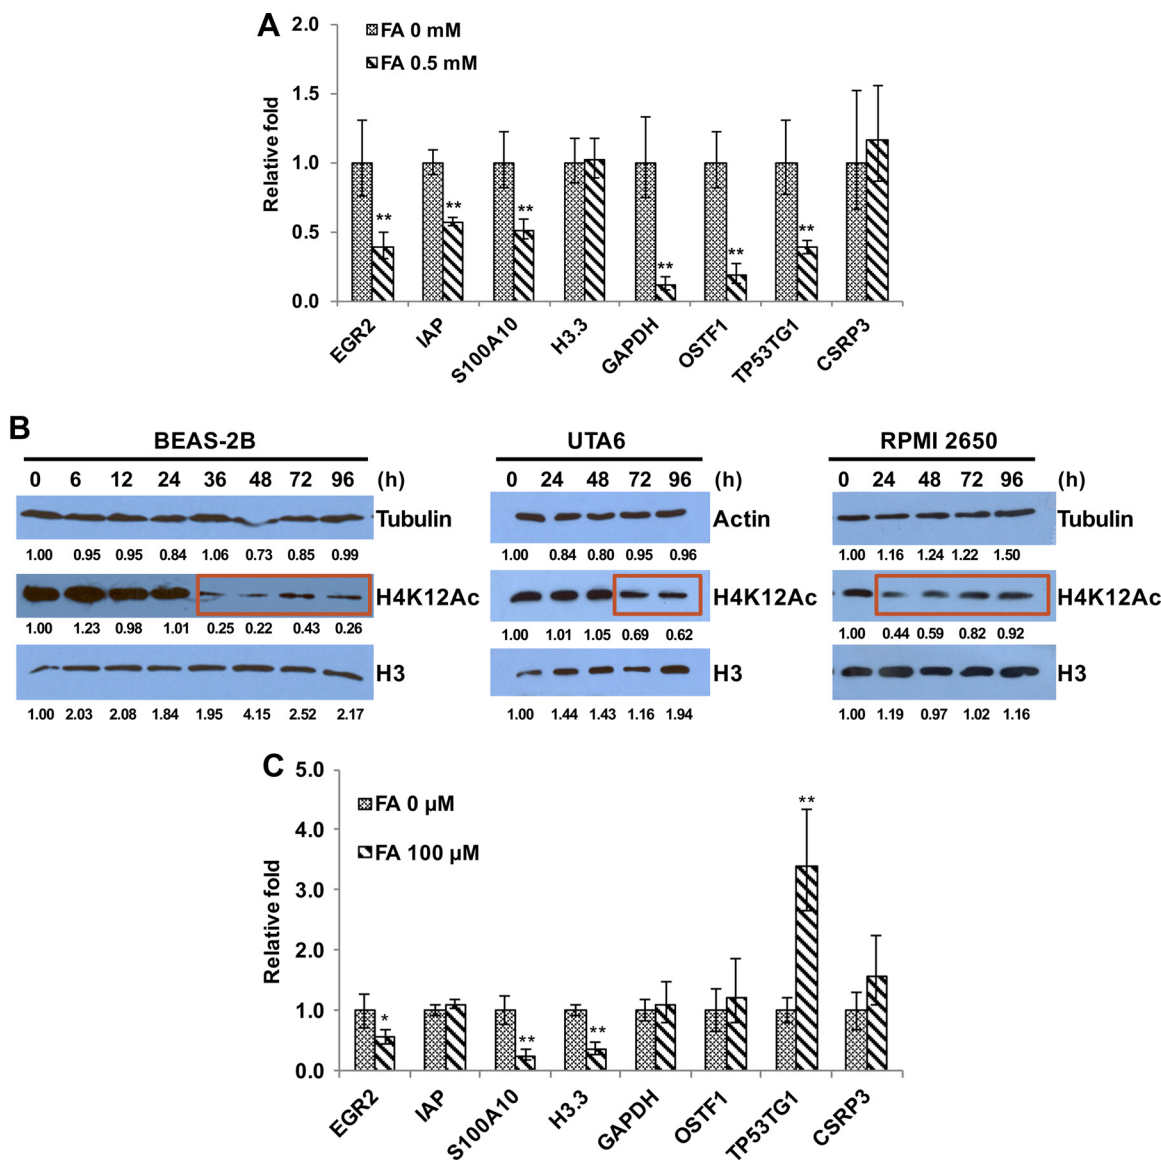 A
2.0
FA 0 mM
FA 0.5 mM
1.5
1.0
0.5
0.0
Relative fold
** ** ** ** ** **
EGR2 IAP S100A10 H3.3 GAPDH OSTF1 TP53TG1 CSRP3
B
BEAS-2B UTA6 RPMI 2650
0 6 12 24 36 48 72 96 (h) 0 24 48 72 96 (h) 0 24 48 72 96 (h)
Tubulin Actin Tubulin
1.00 0.95 0.95 0.84 1.06 0.73 0.85 0.99 1.00 0.84 0.80 0.95 0.96 1.00 1.16 1.24 1.22 1.50
H4K12Ac H4K12Ac H4K12Ac
1.00 1.23 0.98 1.01 0.25 0.22 0.43 0.26 1.00 1.01 1.05 0.69 0.62 1.00 0.44 0.59 0.82 0.92
H3 H3 H3
1.00 2.03 2.08 1.84 1.95 4.15 2.52 2.17 1.00 1.44 1.43 1.16 1.94 1.00 1.19 0.97 1.02 1.16
C
5.0
FA 0 µM
FA 100 µM
4.0
3.0
2.0
1.0
0.0
Relative fold
* ** ** **
EGR2 IAP S100A10 H3.3 GAPDH OSTF1 TP53TG1 CSRP3